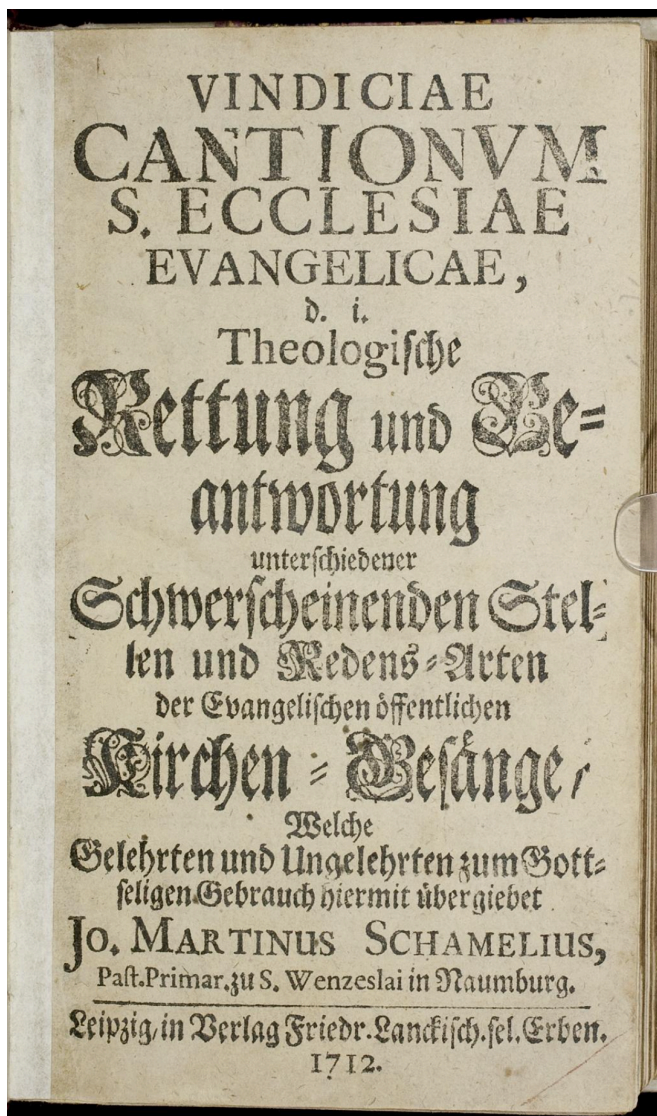 VINDICIAE
CANTIONVM
S. ECCLESIAE
EVANGELICAE,
d. i.
Theologische
Rettung und Be-
antwortung
unterschiedener
Schwerscheinenden Stel-
len und Redens-Arten
der Evangelischen öffentlichen
Kirchen-Gesänge,
Welche
Gelehrten und Ungelehrten zum Gott-
seligen Gebrauch hiermit übergiebet
JO. MARTINUS SCHAMELIUS,
Past. Primar. zu S. Wenzeslai in Naumburg.
Leipzig, in Verlag Friedr. Lanckisch. sel. Erben.
1712.